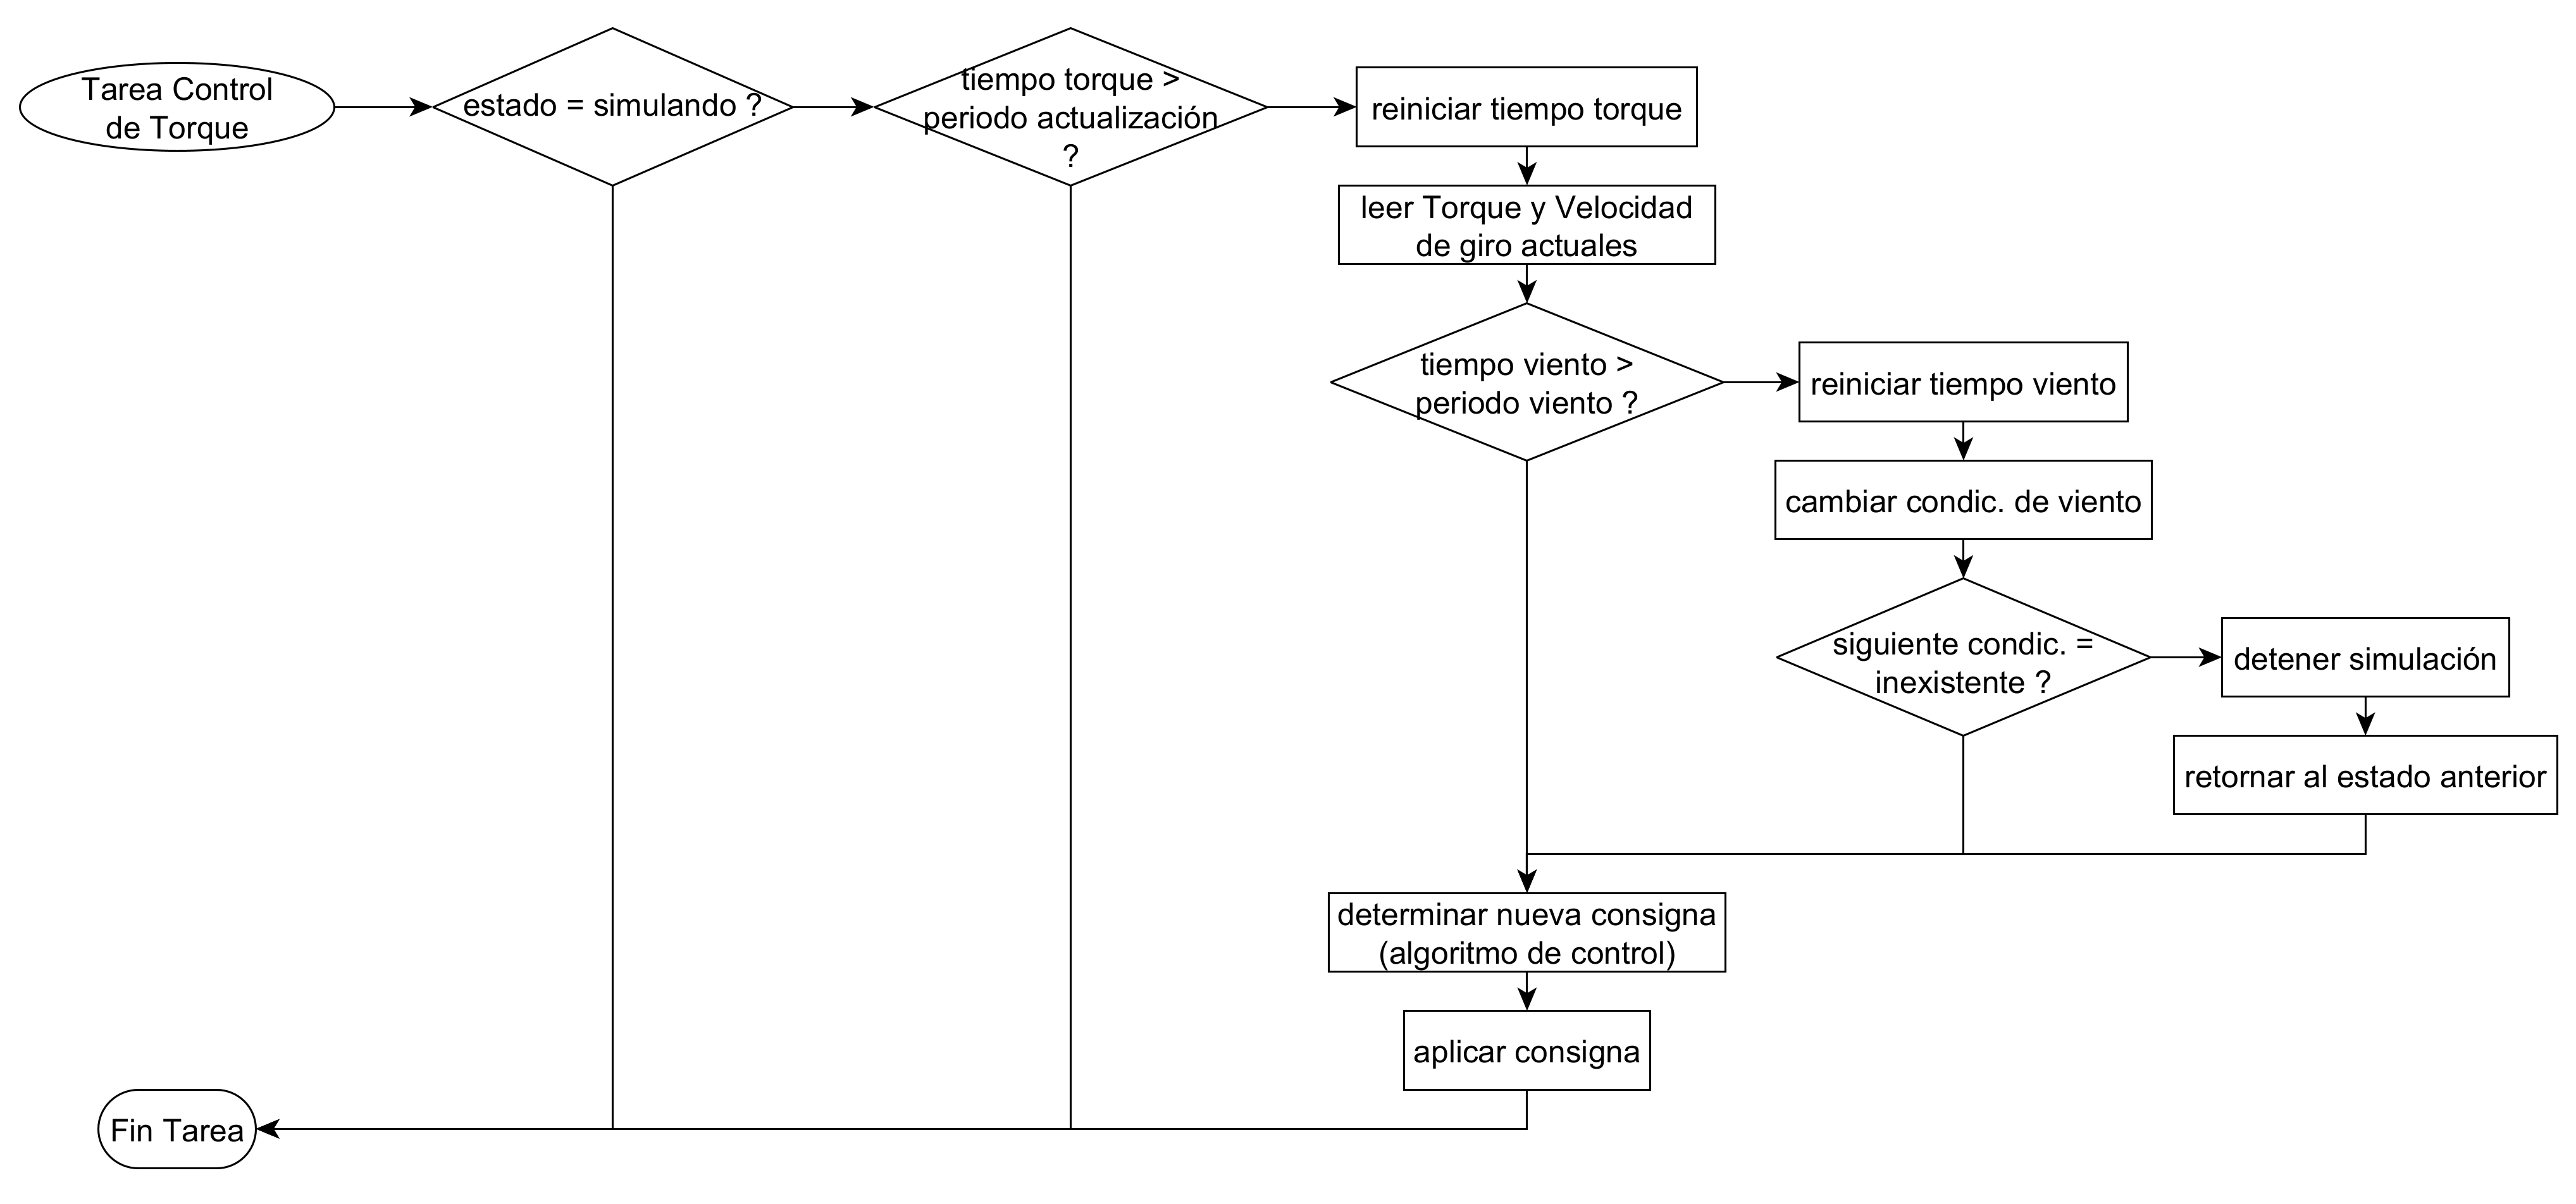 Tarea Control
de Torque
estado = simulando ?
tiempo torque >
periodo actualización
?
reiniciar tiempo torque
leer Torque y Velocidad
de giro actuales
tiempo viento >
periodo viento ?
reiniciar tiempo viento
cambiar condic. de viento
siguiente condic. =
inexistente ?
detener simulación
retornar al estado anterior
determinar nueva consigna
(algoritmo de control)
aplicar consigna
Fin Tarea